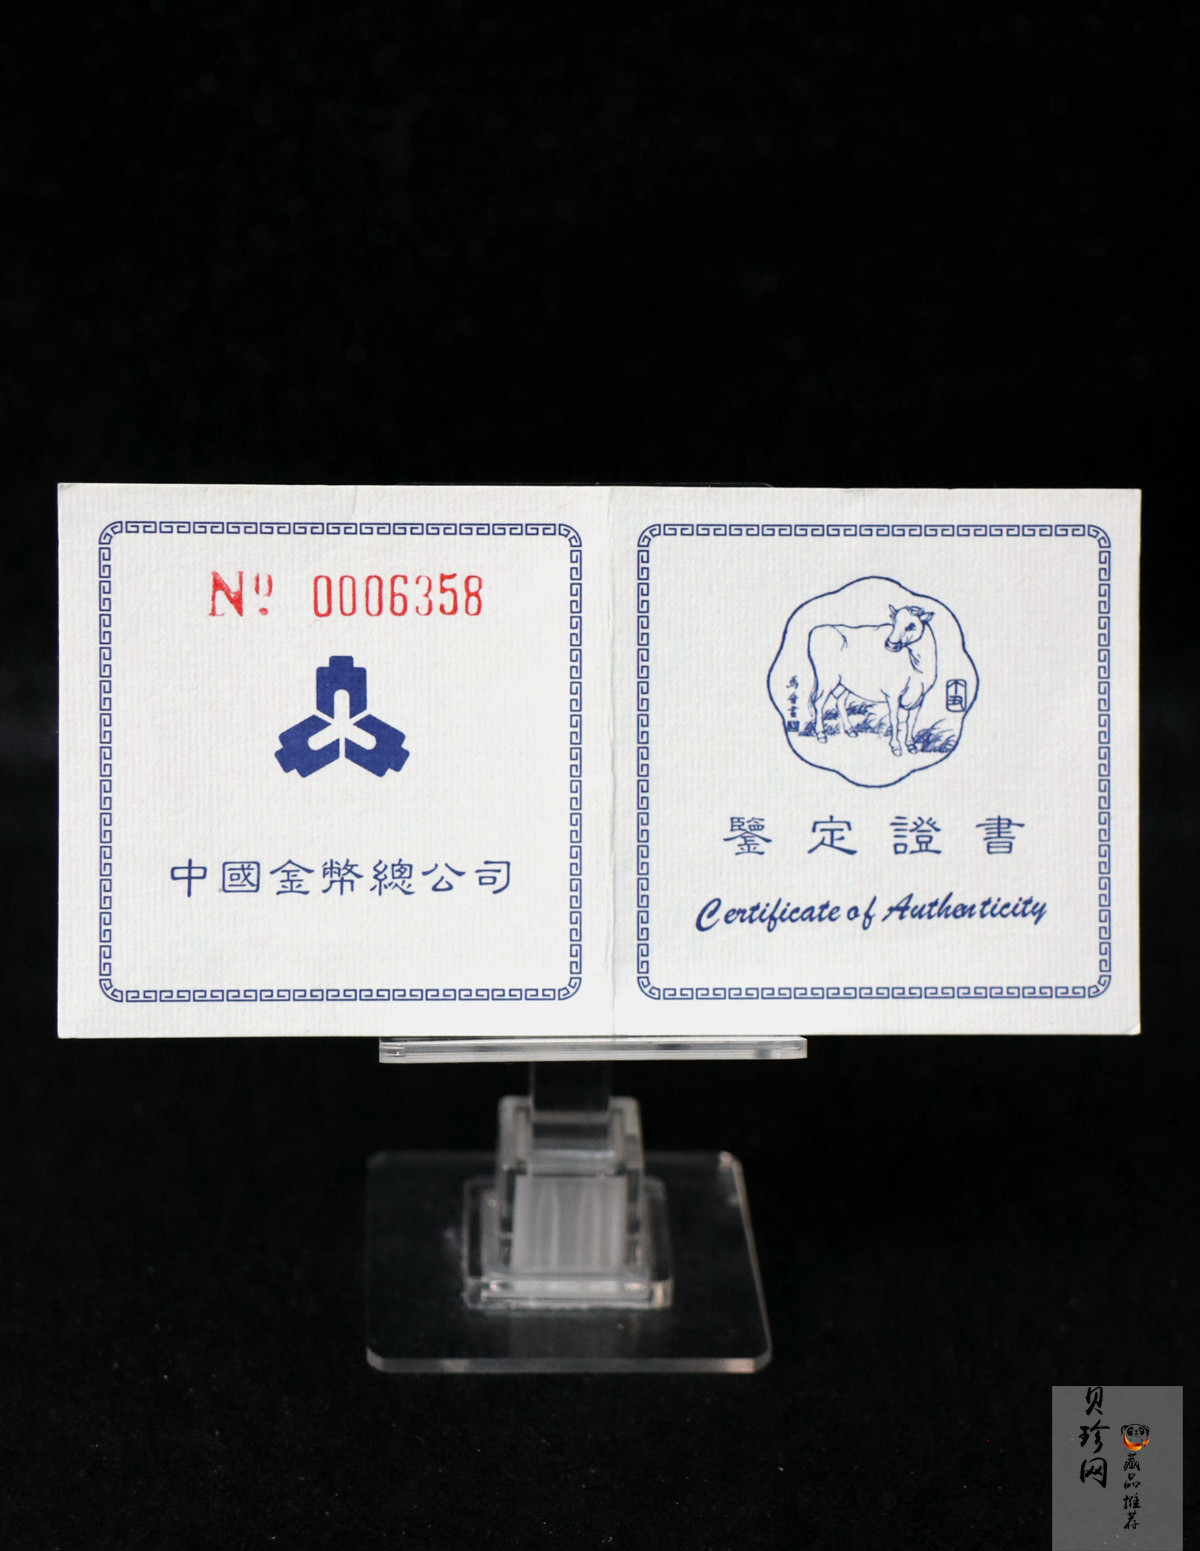 Nº 0006358
中國金幣總公司
鑒定證書
Certificate of Authenticity
贝珍网
藏品推荐